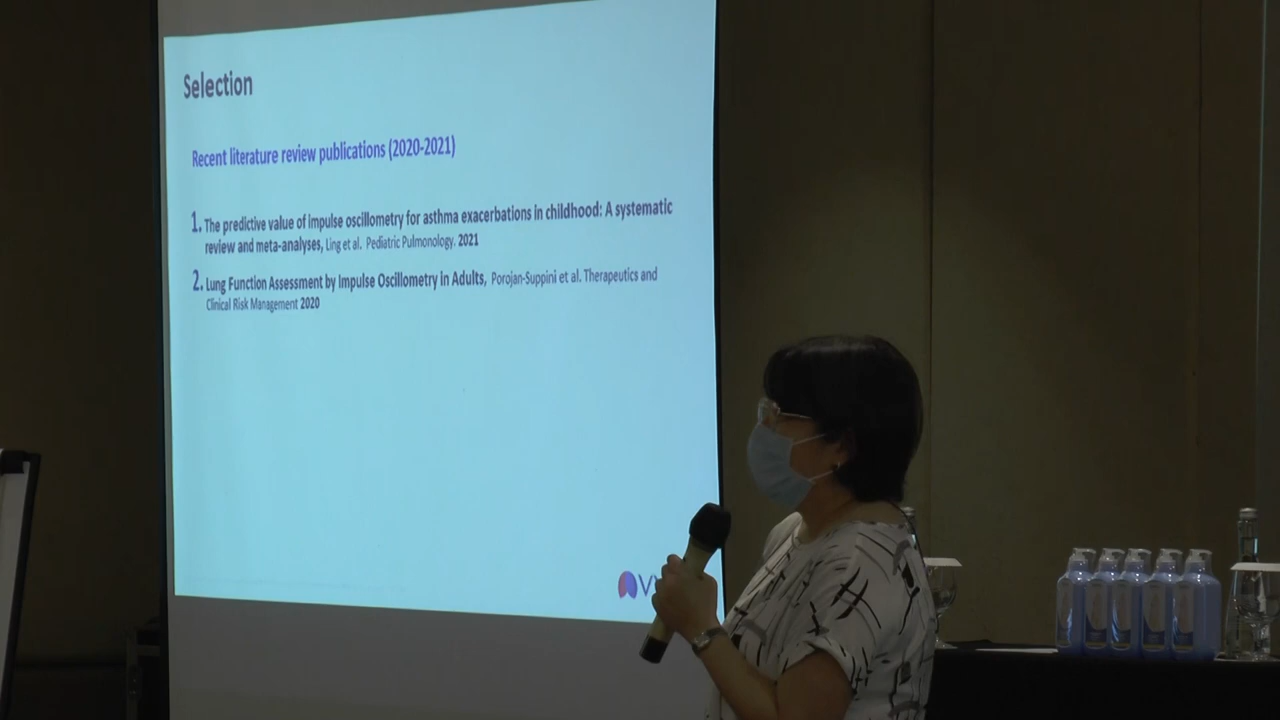 Selection
Recent literature review publications (2020-2021)
1. The predictive value of impulse oscillometry for asthma exacerbations in childhood: A systematic
review and meta-analyses, Ling et al. Pediatric Pulmonology. 2021
2. Lung Function Assessment by Impulse Oscillometry in Adults, Porojan-Suppini et al. Therapeutics and
Clinical Risk Management 2020